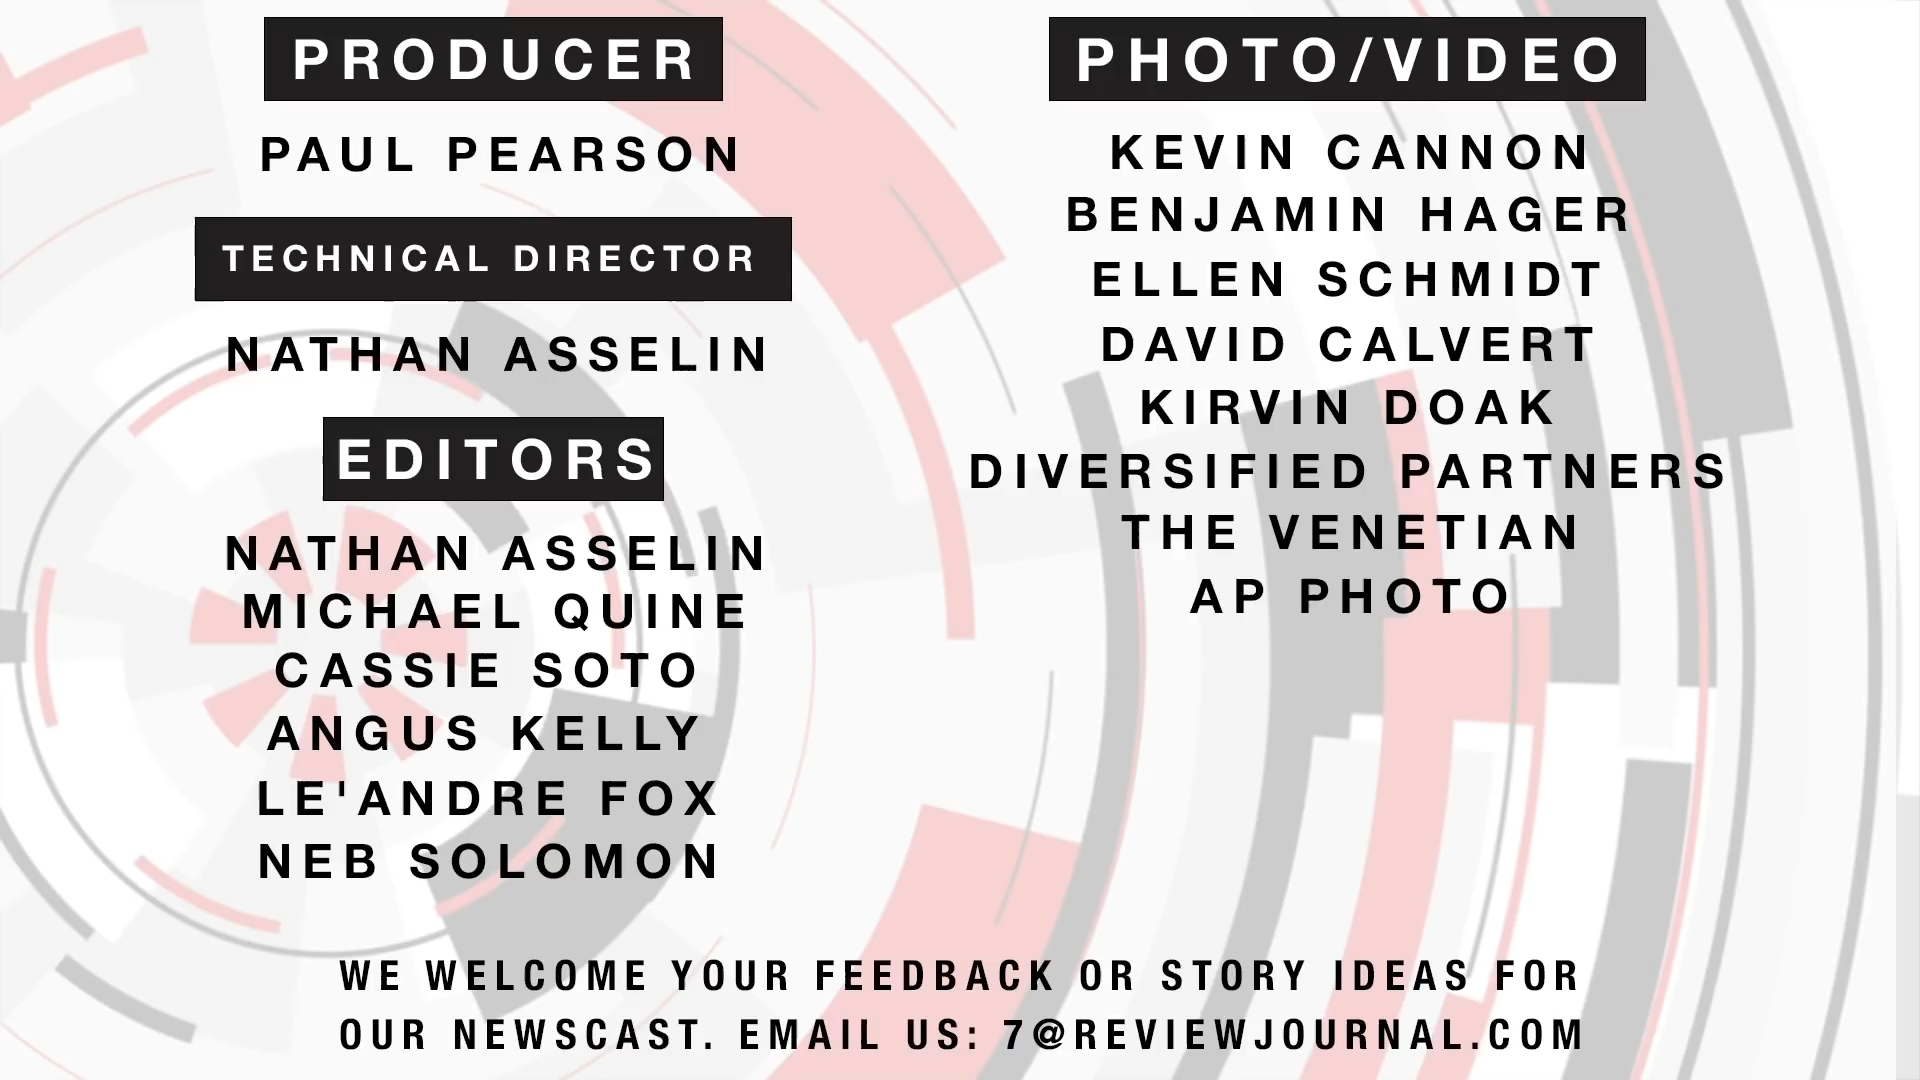 PRODUCER
PAUL PEARSON
TECHNICAL DIRECTOR
NATHAN ASSELIN
EDITORS
NATHAN ASSELIN
MICHAEL QUINE
CASSIE SOTO
ANGUS KELLY
LE'ANDRE FOX
NEB SOLOMON
PHOTO/VIDEO
KEVIN CANNON
BENJAMIN HAGER
ELLEN SCHMIDT
DAVID CALVERT
KIRVIN DOAK
DIVERSIFIED PARTNERS
THE VENETIAN
AP PHOTO
WE WELCOME YOUR FEEDBACK OR STORY IDEAS FOR
OUR NEWSCAST. EMAIL US: 7@REVIEWJOURNAL.COM